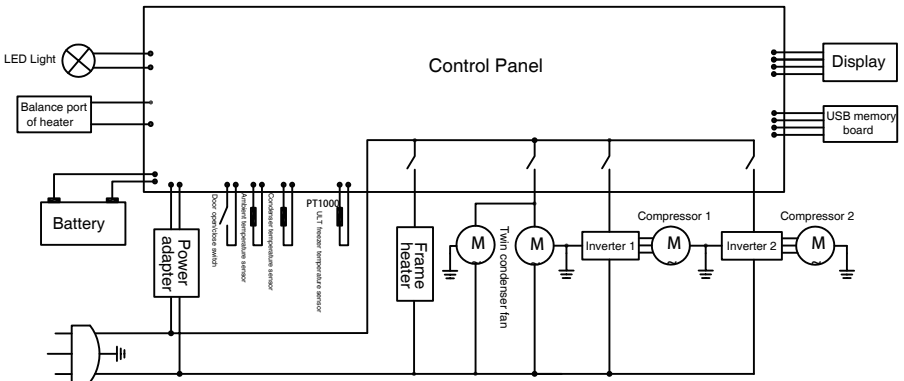 Control Panel
LED Light
Balance port
of heater
Battery
Power
adapter
Door open/close switch
Ambient temperature sensor
Condenser temperature sensor
PT1000
ULT freezer temperature sensor
Frame
heater
M
Twin condenser fan
M
Inverter 1
Compressor 1
M
Inverter 2
Compressor 2
M
Display
USB memory
board